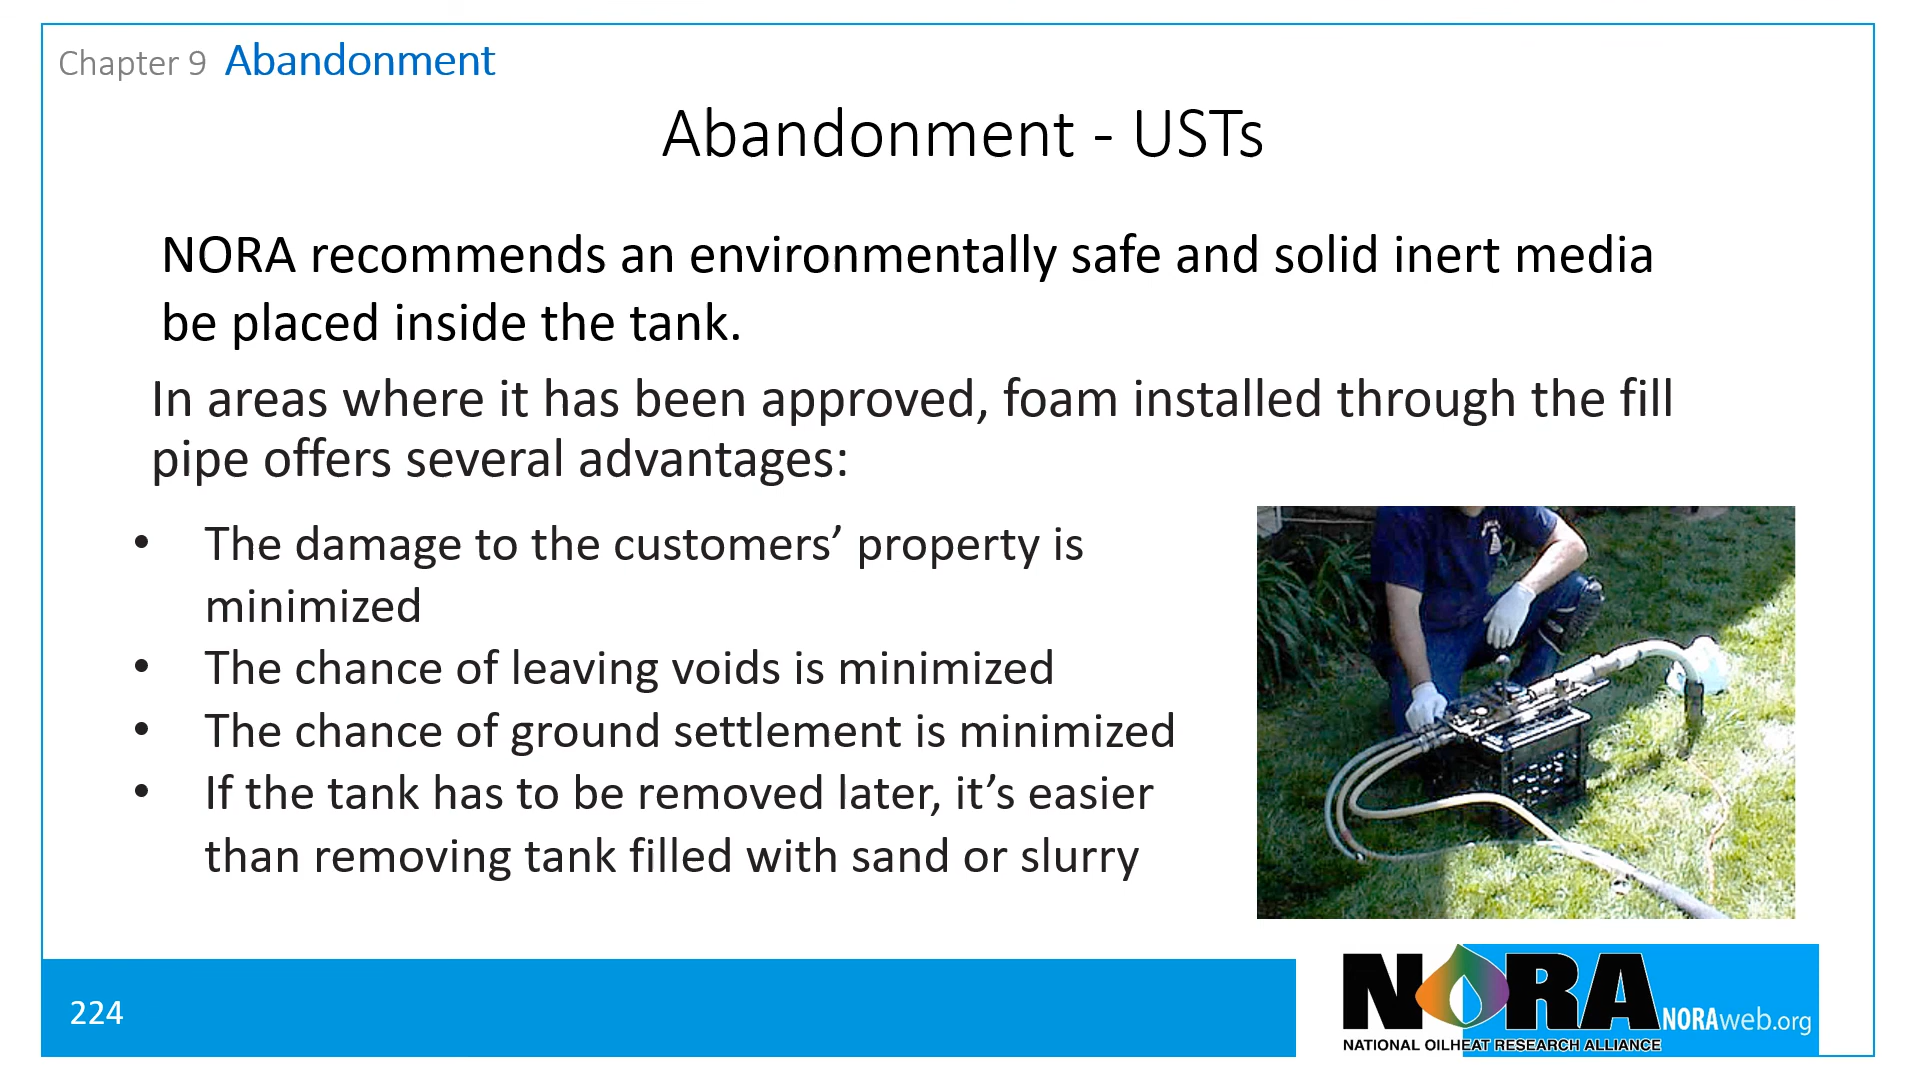 Chapter 9 Abandonment
Abandonment - USTs
NORA recommends an environmentally safe and solid inert media
be placed inside the tank.
In areas where it has been approved, foam installed through the fill
pipe offers several advantages:
• The damage to the customers’ property is
minimized
• The chance of leaving voids is minimized
• The chance of ground settlement is minimized
• If the tank has to be removed later, it’s easier
than removing tank filled with sand or slurry
224
NORA
NORAweb.org
NATIONAL OILHEAT RESEARCH ALLIANCE